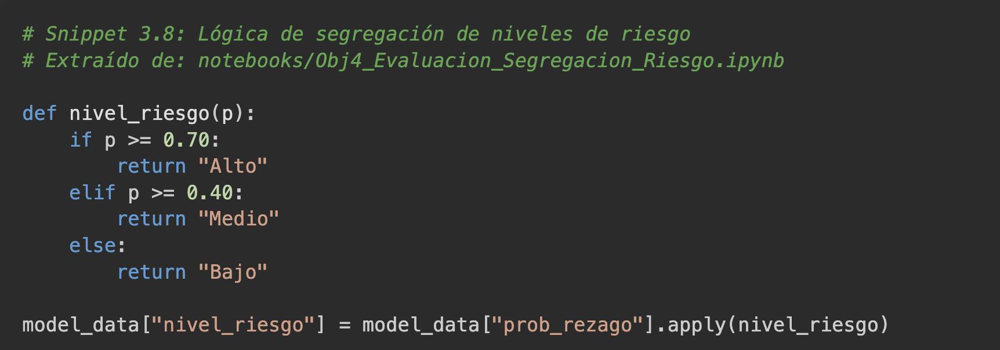 # Snippet 3.8: Lógica de segregación de niveles de riesgo
# Extraído de: notebooks/Obj4_Evaluacion_Segregacion_Riesgo.ipynb

def nivel_riesgo(p):
    if p >= 0.70:
        return "Alto"
    elif p >= 0.40:
        return "Medio"
    else:
        return "Bajo"

model_data["nivel_riesgo"] = model_data["prob_rezago"].apply(nivel_riesgo)